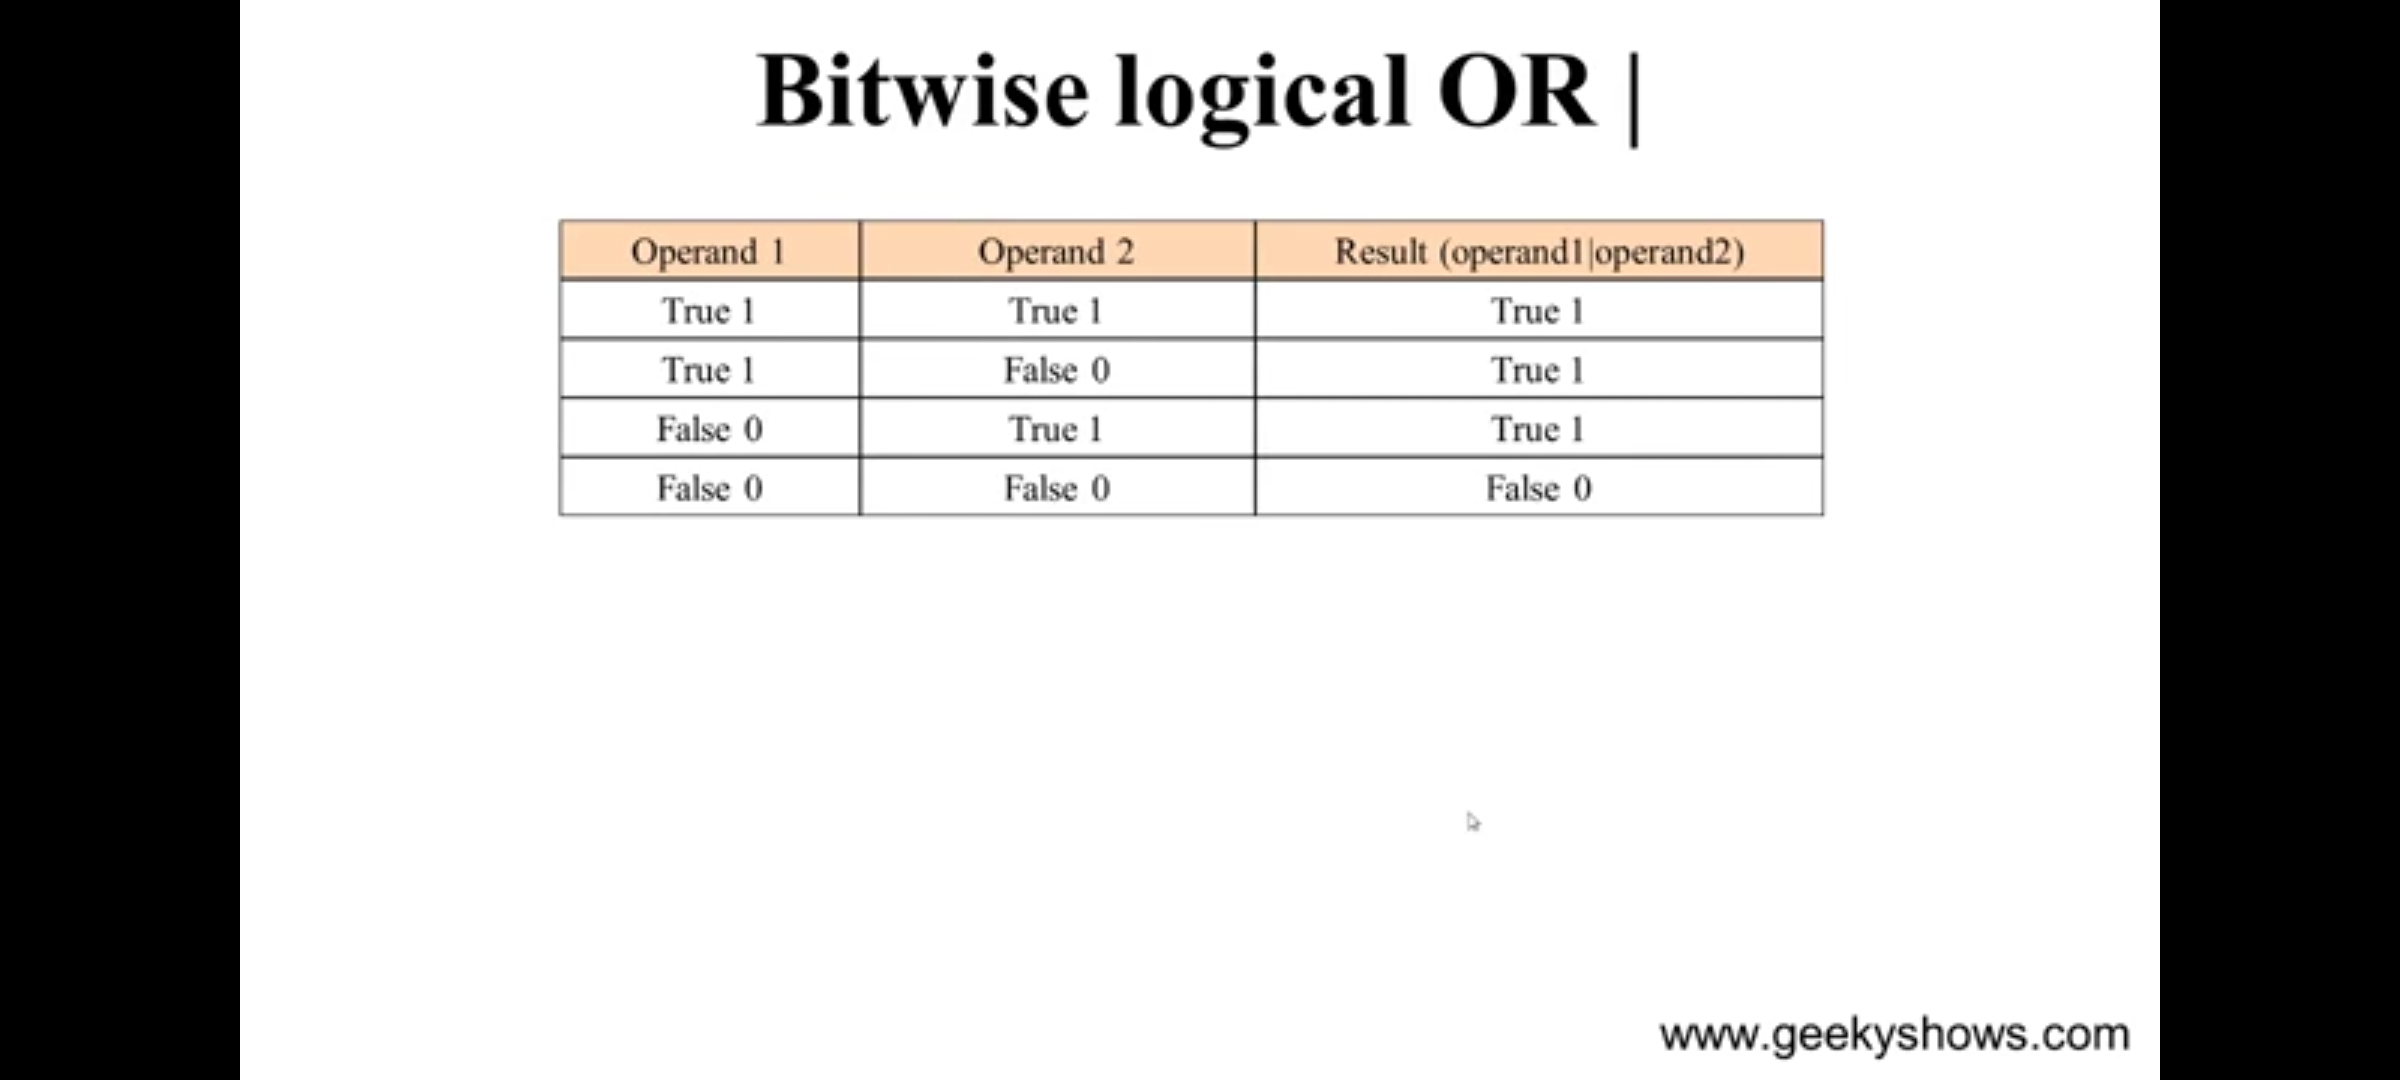 Bitwise logical OR |
Operand 1 Operand 2 Result (operand1|operand2)
True 1 True 1 True 1
True 1 False 0 True 1
False 0 True 1 True 1
False 0 False 0 False 0
www.geekyshows.com